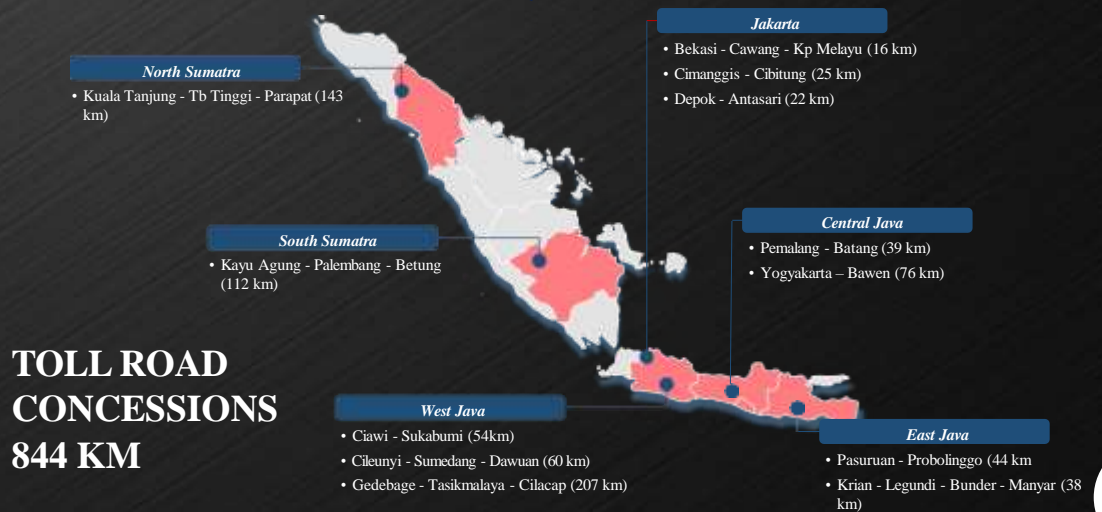 Jakarta
• Bekasi - Cawang - Kp Melayu (16 km)
• Cimanggis - Cibitung (25 km)
• Depok - Antasari (22 km)
North Sumatra
• Kuala Tanjung - Tb Tinggi - Parapat (143
km)
South Sumatra
• Kayu Agung - Palembang - Betung
(112 km)
Central Java
• Pemalang - Batang (39 km)
• Yogyakarta – Bawen (76 km)
TOLL ROAD
CONCESSIONS
844 KM
West Java
• Ciawi - Sukabumi (54km)
• Cileunyi - Sumedang - Dawuan (60 km)
• Gedebage - Tasikmalaya - Cilacap (207 km)
East Java
• Pasuruan - Probolinggo (44 km
• Krian - Legundi - Bunder - Manyar (38
km)